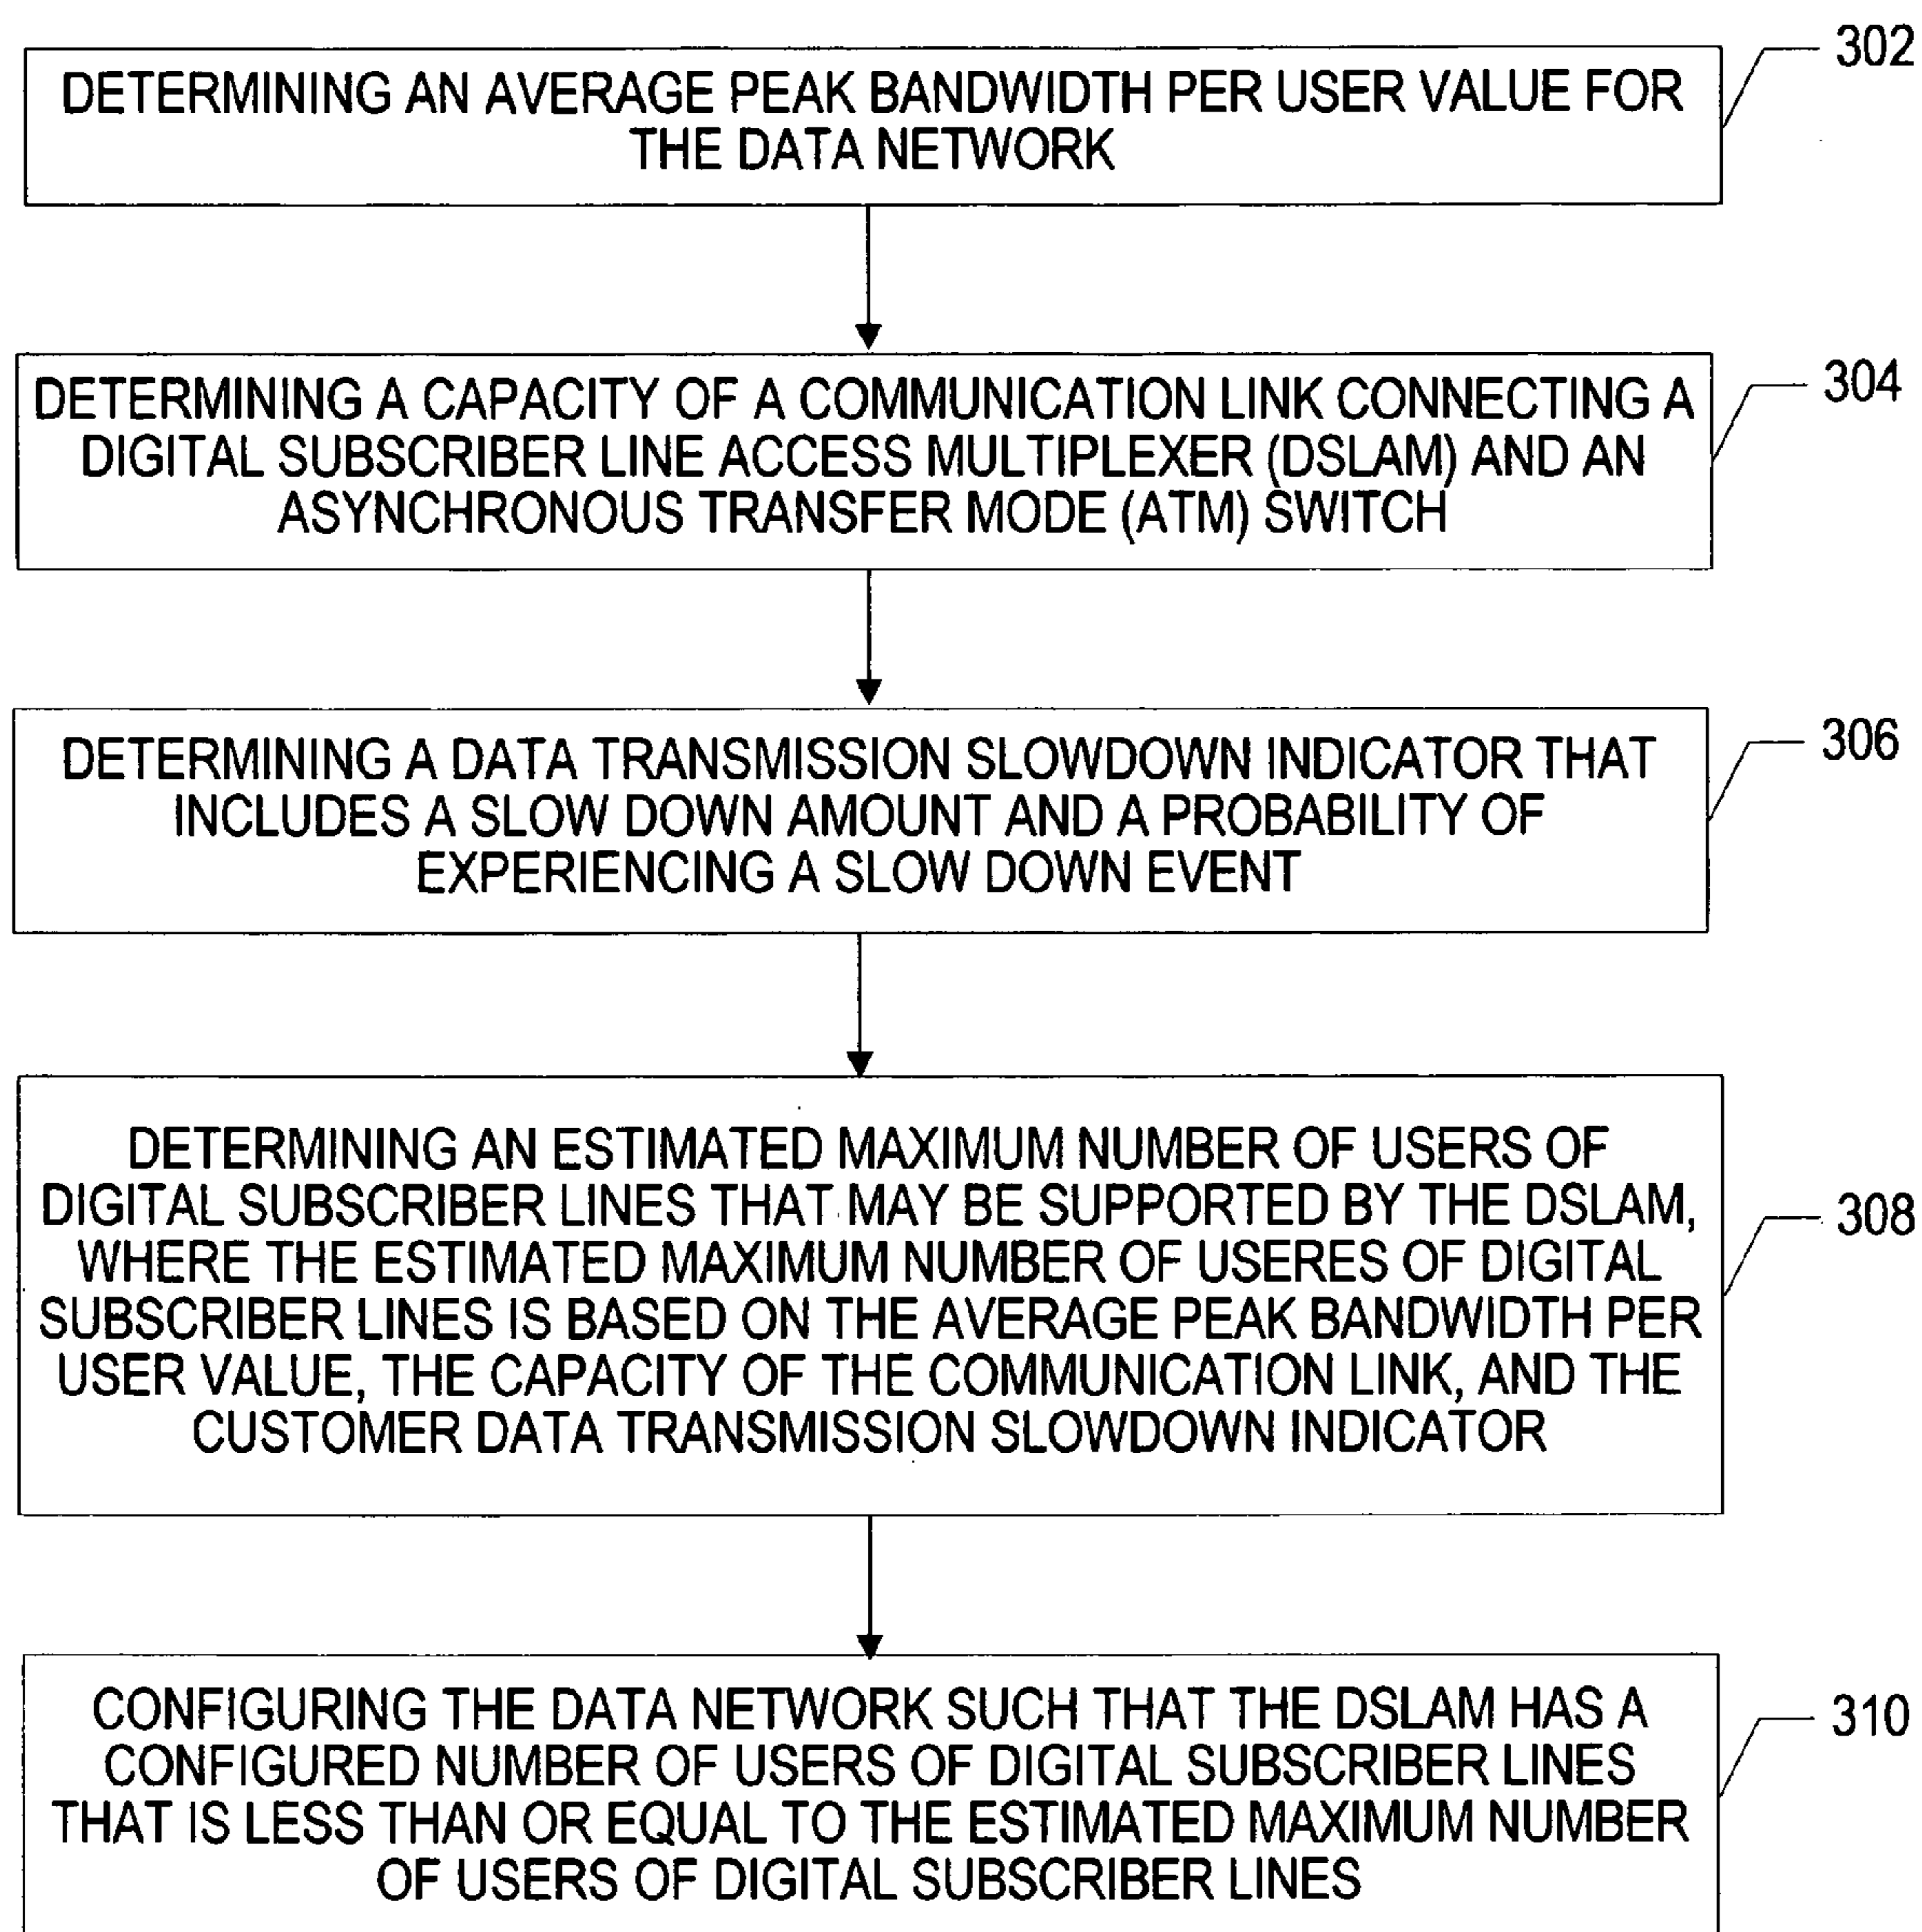 302
DETERMINING AN AVERAGE PEAK BANDWIDTH PER USER VALUE FOR
THE DATA NETWORK
304
DETERMINING A CAPACITY OF A COMMUNICATION LINK CONNECTING A
DIGITAL SUBSCRIBER LINE ACCESS MULTIPLEXER (DSLAM) AND AN
ASYNCHRONOUS TRANSFER MODE (ATM) SWITCH
306
DETERMINING A DATA TRANSMISSION SLOWDOWN INDICATOR THAT
INCLUDES A SLOW DOWN AMOUNT AND A PROBABILITY OF
EXPERIENCING A SLOW DOWN EVENT
DETERMINING AN ESTIMATED MAXIMUM NUMBER OF USERS OF
DIGITAL SUBSCRIBER LINES THAT MAY BE SUPPORTED BY THE DSLAM,
308
WHERE THE ESTIMATED MAXIMUM NUMBER OF USERES OF DIGITAL
SUBSCRIBER LINES IS BASED ON THE AVERAGE PEAK BANDWIDTH PER
USER VALUE, THE CAPACITY OF THE COMMUNICATION LINK, AND THE
CUSTOMER DATA TRANSMISSION SLOWDOWN INDICATOR
310
CONFIGURING THE DATA NETWORK SUCH THAT THE DSLAM HAS A
CONFIGURED NUMBER OF USERS OF DIGITAL SUBSCRIBER LINES
THAT IS LESS THAN OR EQUAL TO THE ESTIMATED MAXIMUM NUMBER
OF USERS OF DIGITAL SUBSCRIBER LINES